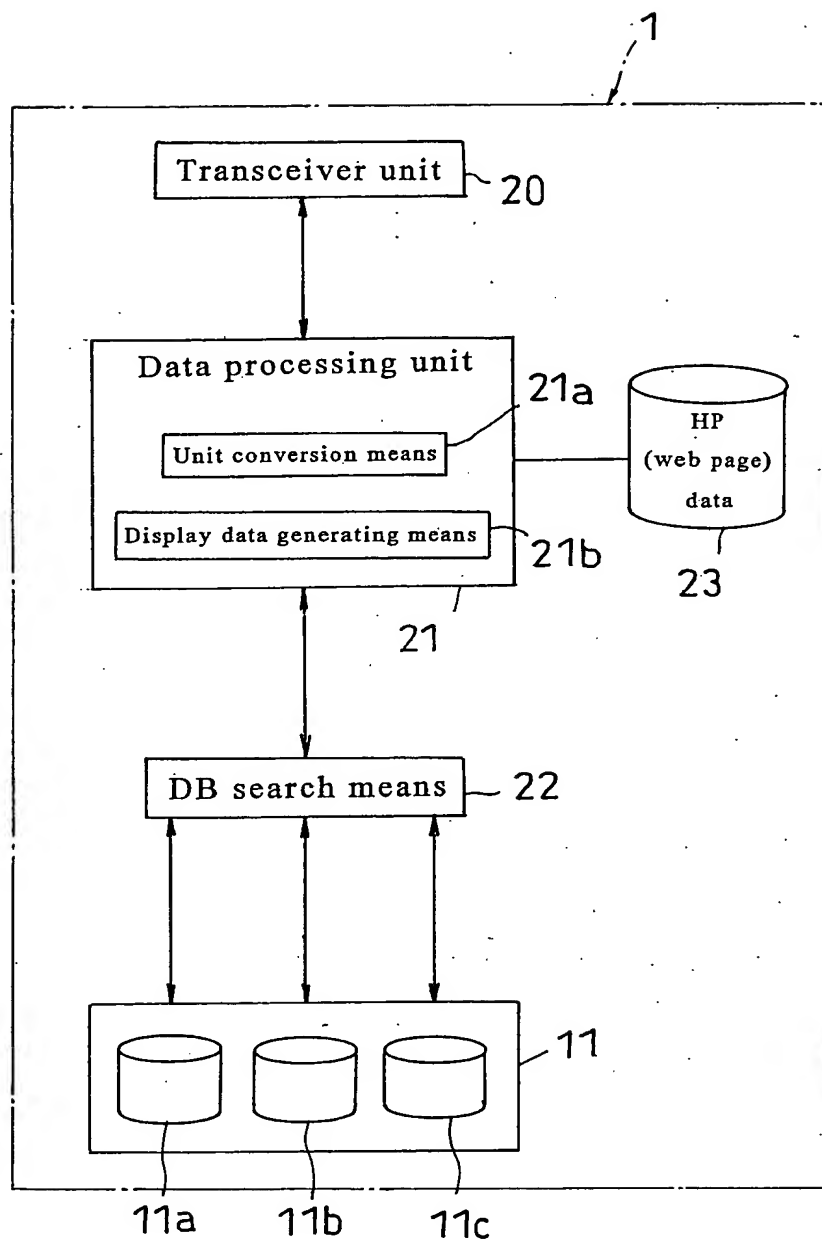 1
Transceiver unit
20
Data processing unit
21a
Unit conversion means
Display data generating means
21b
21
HP
(web page)
data
23
DB search means
22
11
11a
11b
11c